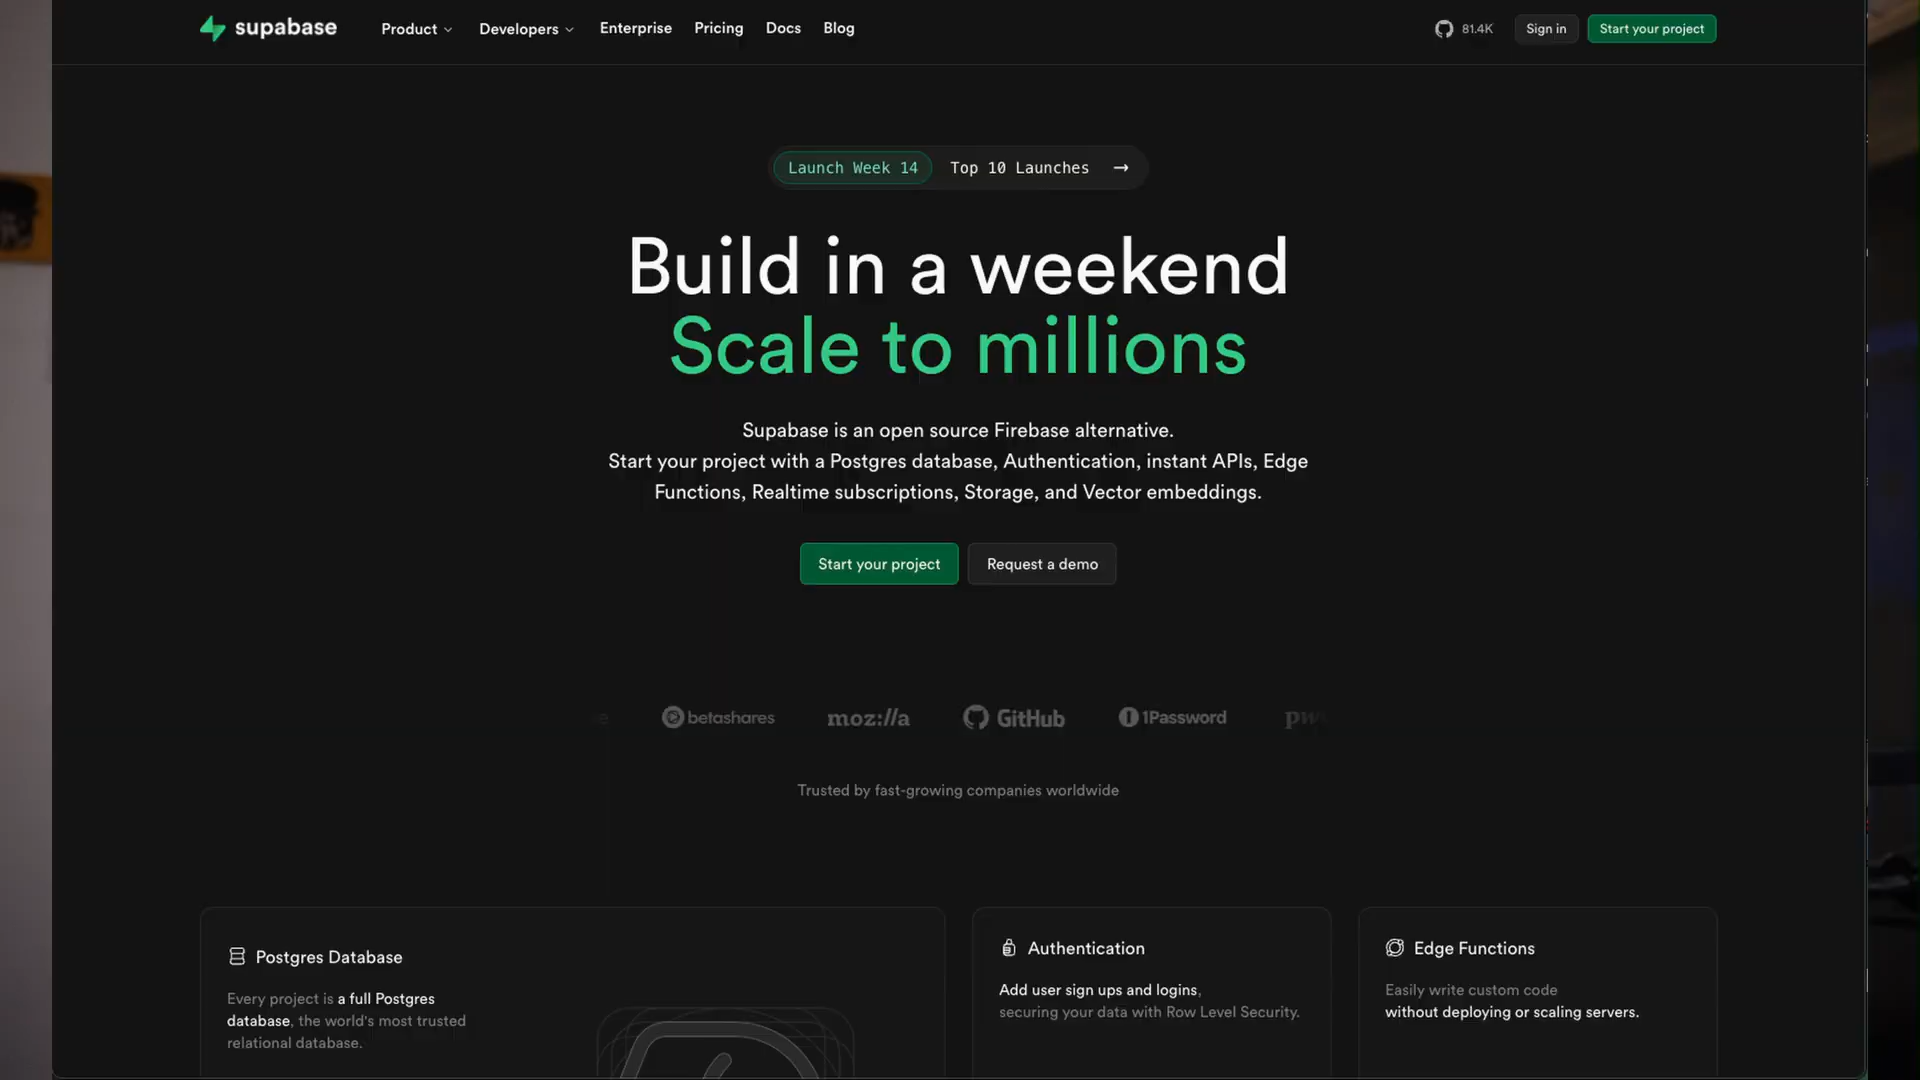 supabase
Product
Developers
Enterprise
Pricing
Docs
Blog
81.4K
Sign in
Start your project
Launch Week 14 Top 10 Launches →
Build in a weekend
Scale to millions
Supabase is an open source Firebase alternative.
Start your project with a Postgres database, Authentication, instant APIs, Edge
Functions, Realtime subscriptions, Storage, and Vector embeddings.
Start your project
Request a demo
betashares
moz://a
GitHub
1Password
Trusted by fast-growing companies worldwide
Postgres Database
Every project is a full Postgres
database, the world's most trusted
relational database.
Authentication
Add user sign ups and logins,
securing your data with Row Level Security.
Edge Functions
Easily write custom code
without deploying or scaling servers.